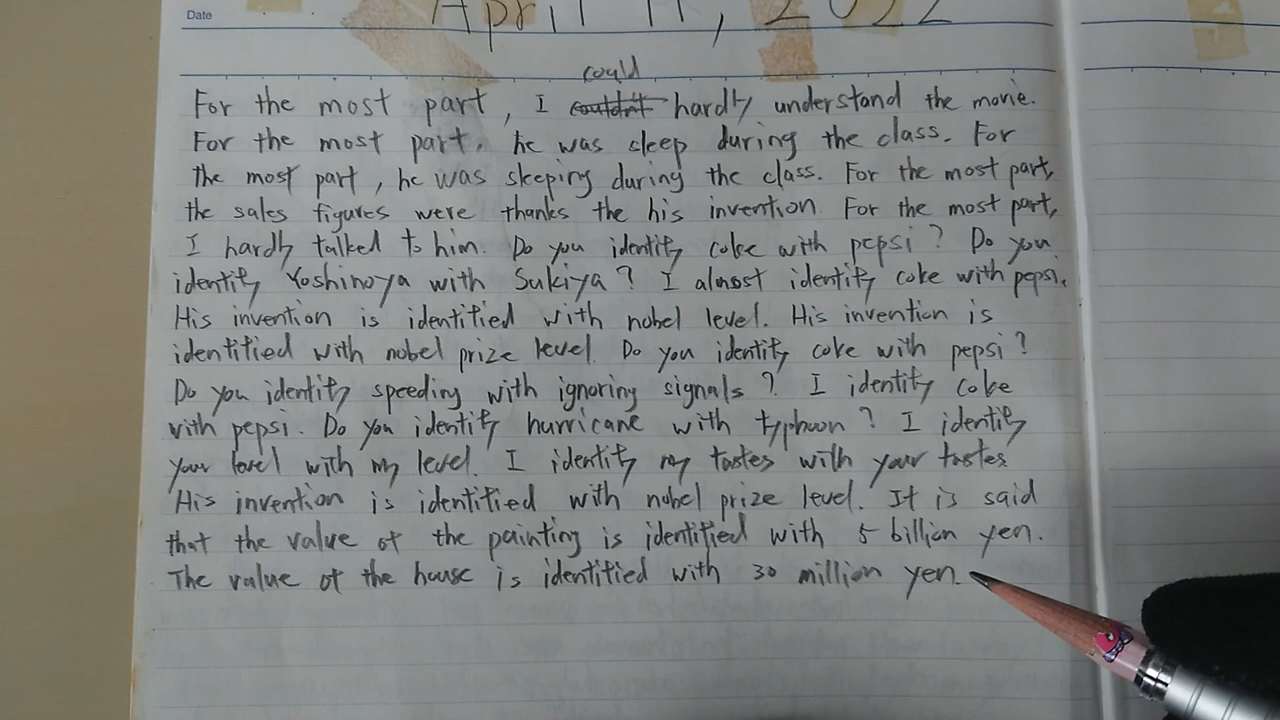 Date
April 11, 2022
could
For the most part, I couldn't hardly understand the movie.
For the most part, he was sleep during the class. For
the most part, he was sleeping during the class. For the most part,
the sales figures were thanks the his invention. For the most part,
I hardly talked to him. Do you identify coke with pepsi? Do you
identify Yoshinoya with Sukiya? I almost identify coke with pepsi.
His invention is identified with nobel level. His invention is
identified with nobel prize level. Do you identify coke with pepsi?
Do you identify speeding with ignoring signals? I identify coke
with pepsi. Do you identify hurricane with typhoon? I identify
your level with my level. I identify my tastes with your tastes.
His invention is identified with nobel prize level. It is said
that the value of the painting is identified with 5 billion yen.
The value of the house is identified with 30 million yen.